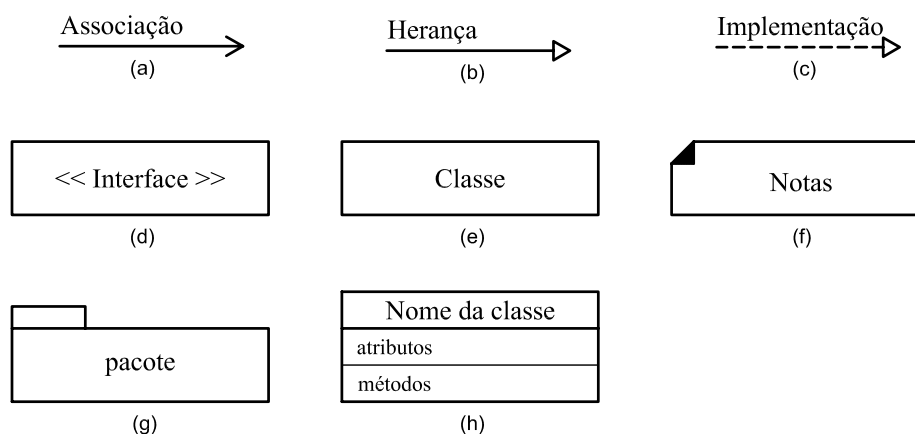 Associação
(a)
Herança
(b)
Implementação
(c)
<< Interface >>
(d)
Classe
(e)
Notas
(f)
pacote
(g)
Nome da classe
atributos
métodos
(h)